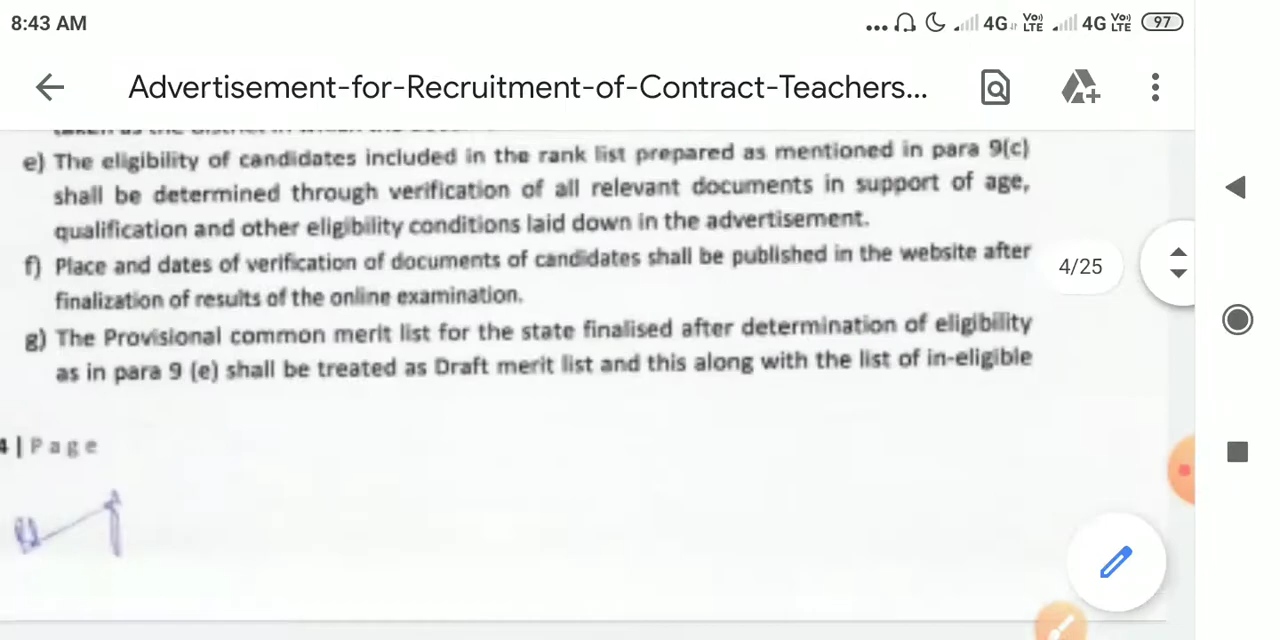 8:43 AM
4G VoLTE 4G VoLTE 97
Advertisement-for-Recruitment-of-Contract-Teachers...
e) The eligibility of candidates included in the rank list prepared as mentioned in para 9(c)
shall be determined through verification of all relevant documents in support of age,
qualification and other eligibility conditions laid down in the advertisement.
f) Place and dates of verification of documents of candidates shall be published in the website after
finalization of results of the online examination.
4/25
g) The Provisional common merit list for the state finalised after determination of eligibility
as in para 9 (e) shall be treated as Draft merit list and this along with the list of in-eligible
4 | Page